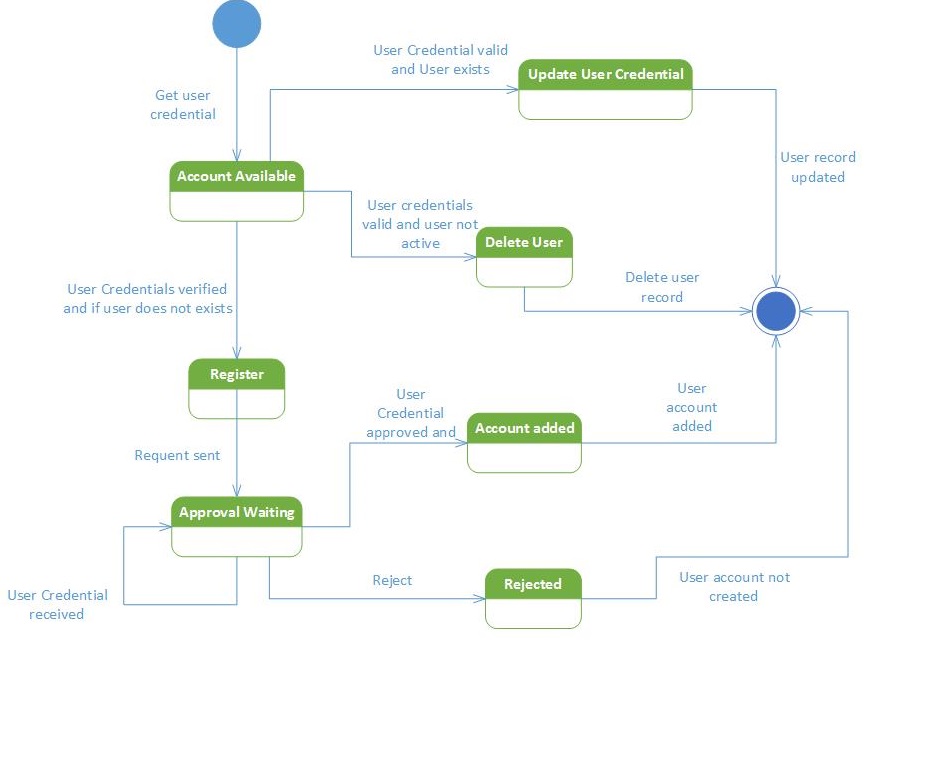 User Credential valid
and User exists
Update User Credential
Get user
credential
User record
updated
Account Available
User credentials
valid and user not
active
Delete User
Delete user
record
User Credentials verified
and if user does not exists
Register
User
Credential
approved and
User
account
added
Account added
Requent sent
Approval Waiting
Reject
Rejected
User account not
created
User Credential
received